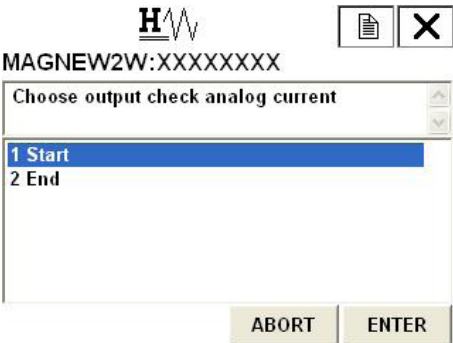 H
MAGNEW2W:XXXXXXXX
Choose output check analog current
1 Start
2 End
ABORT
ENTER